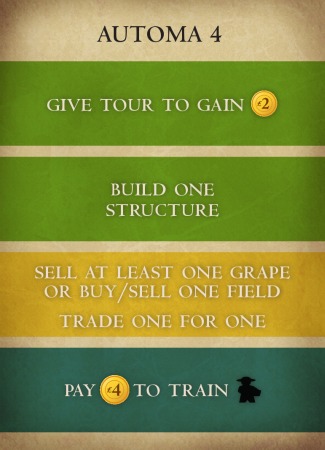 AUTOMA 4
GIVE TOUR TO GAIN £2
BUILD ONE
STRUCTURE
SELL AT LEAST ONE GRAPE
OR BUY/SELL ONE FIELD
TRADE ONE FOR ONE
PAY £4 TO TRAIN